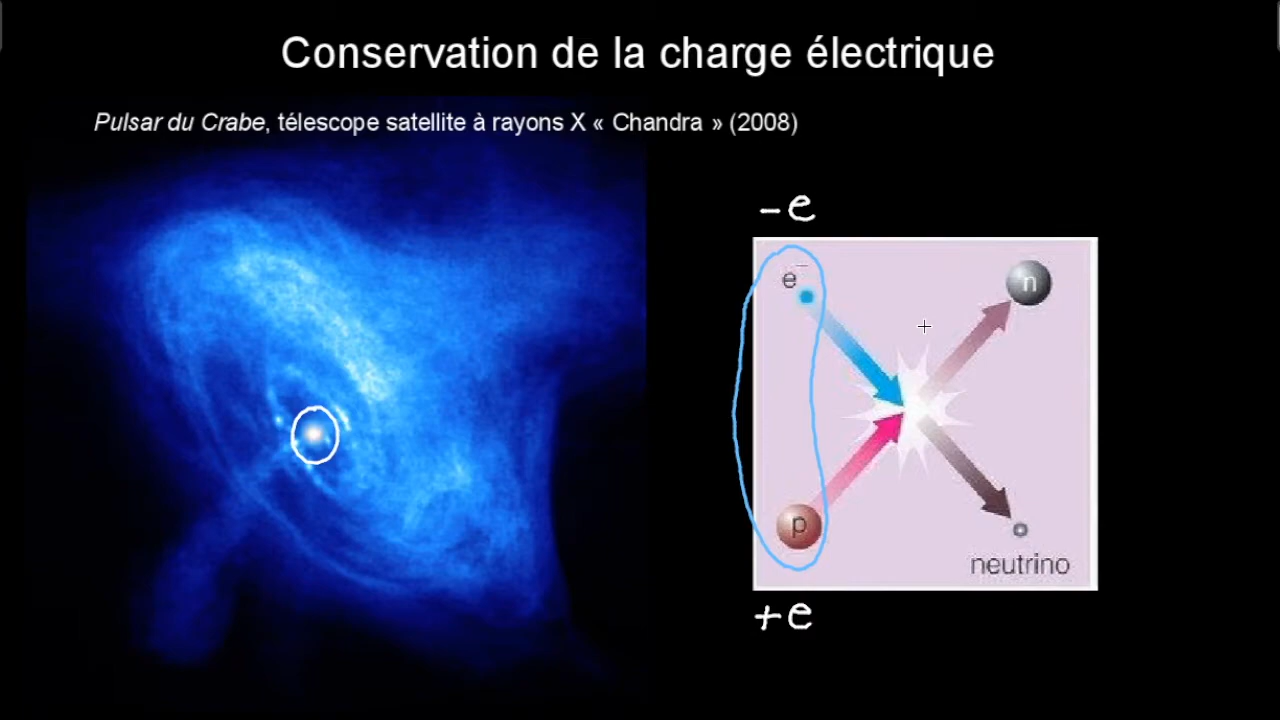 Conservation de la charge électrique
Pulsar du Crabe, télescope satellite à rayons X « Chandra » (2008)
-e
e⁻
n
p
neutrino
+e